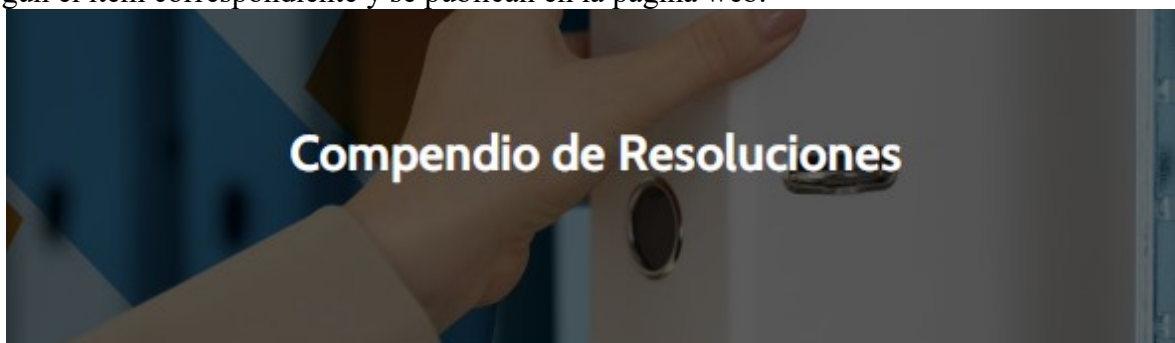 el ítem correspondiente y se publican en la página web.
Compendio de Resoluciones